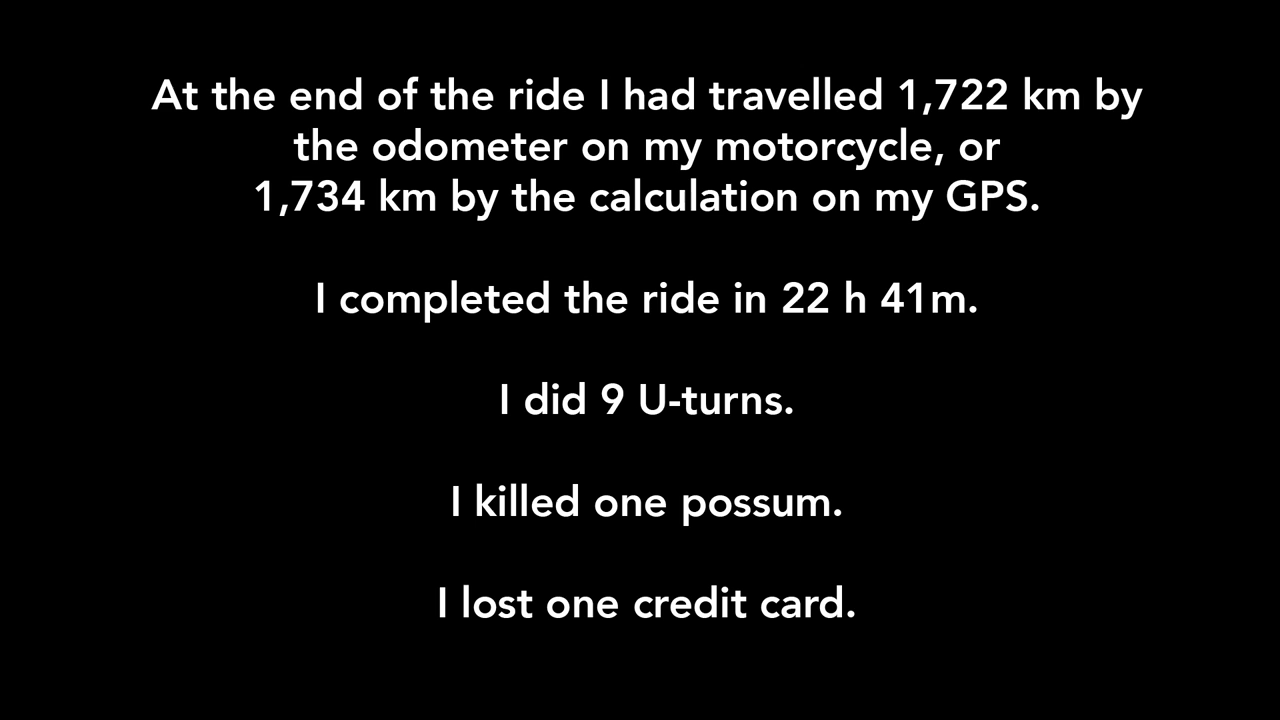 At the end of the ride I had travelled 1,722 km by
the odometer on my motorcycle, or
1,734 km by the calculation on my GPS.
I completed the ride in 22 h 41m.
I did 9 U-turns.
I killed one possum.
I lost one credit card.